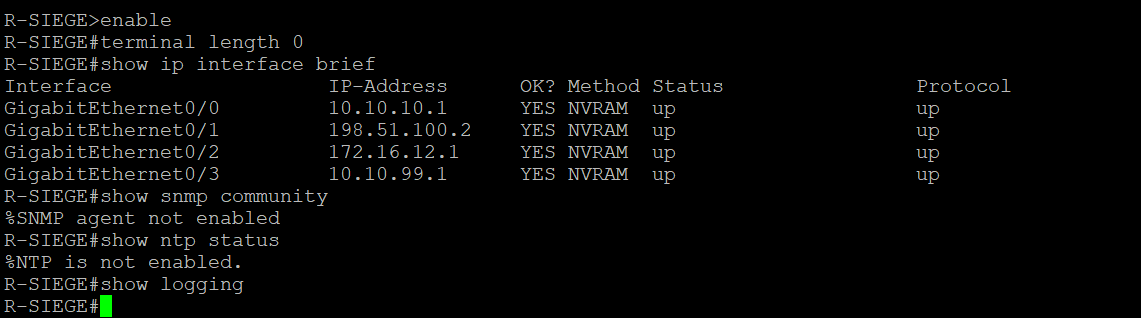 R-SIEGE>enable
R-SIEGE#terminal length 0
R-SIEGE#show ip interface brief
Interface                  IP-Address      OK? Method Status                Protocol
GigabitEthernet0/0         10.10.10.1      YES NVRAM  up                    up
GigabitEthernet0/1         198.51.100.2    YES NVRAM  up                    up
GigabitEthernet0/2         172.16.12.1     YES NVRAM  up                    up
GigabitEthernet0/3         10.10.99.1      YES NVRAM  up                    up
R-SIEGE#show snmp community
%SNMP agent not enabled
R-SIEGE#show ntp status
%NTP is not enabled.
R-SIEGE#show logging
R-SIEGE#